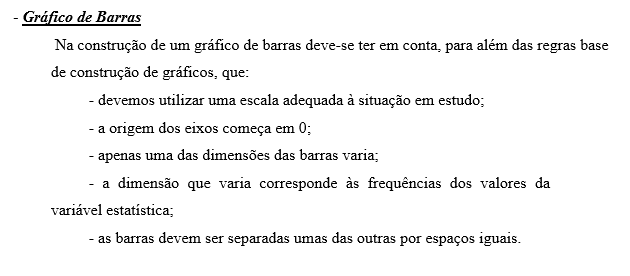 - Gráfico de Barras
Na construção de um gráfico de barras deve-se ter em conta, para além das regras base
de construção de gráficos, que:
- devemos utilizar uma escala adequada à situação em estudo;
- a origem dos eixos começa em 0;
- apenas uma das dimensões das barras varia;
- a dimensão que varia corresponde às frequências dos valores da
variável estatística;
- as barras devem ser separadas umas das outras por espaços iguais.